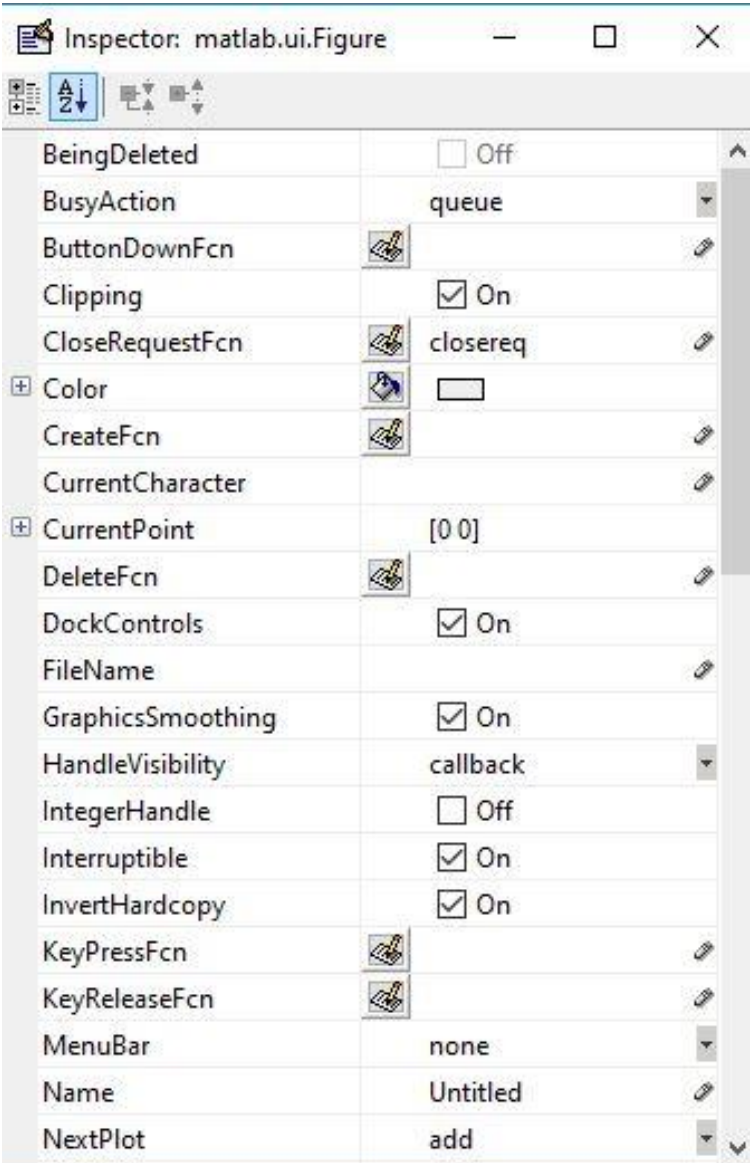 Inspector: matlab.ui.Figure
A
Z
BeingDeleted Off
BusyAction queue
ButtonDownFcn
Clipping On
CloseRequestFcn closereq
Color
CreateFcn
CurrentCharacter
CurrentPoint [0 0]
DeleteFcn
DockControls On
FileName
GraphicsSmoothing On
HandleVisibility callback
IntegerHandle Off
Interruptible On
InvertHardcopy On
KeyPressFcn
KeyReleaseFcn
MenuBar none
Name Untitled
NextPlot add